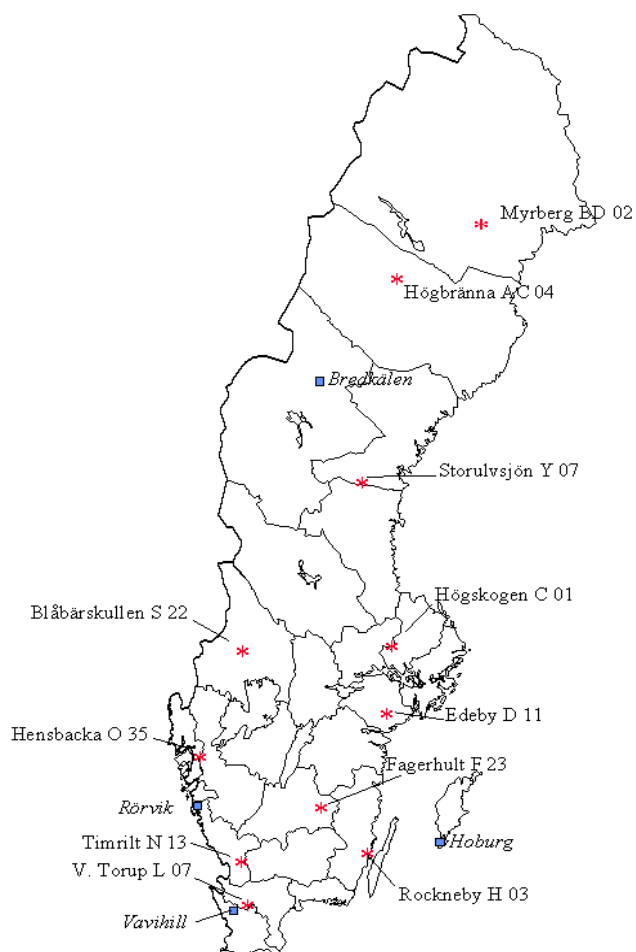 Myrberg BD 02
Högbränna AC 04
Bredkälen
Storulvsjön Y 07
Högskogen C 01
Blåbärskullen S 22
Edeby D 11
Hensbacka O 35
Fagerhult F 23
Rörvik
Hoburg
Timrilt N 13
V. Torup L 07
Rockneby H 03
Vavihill